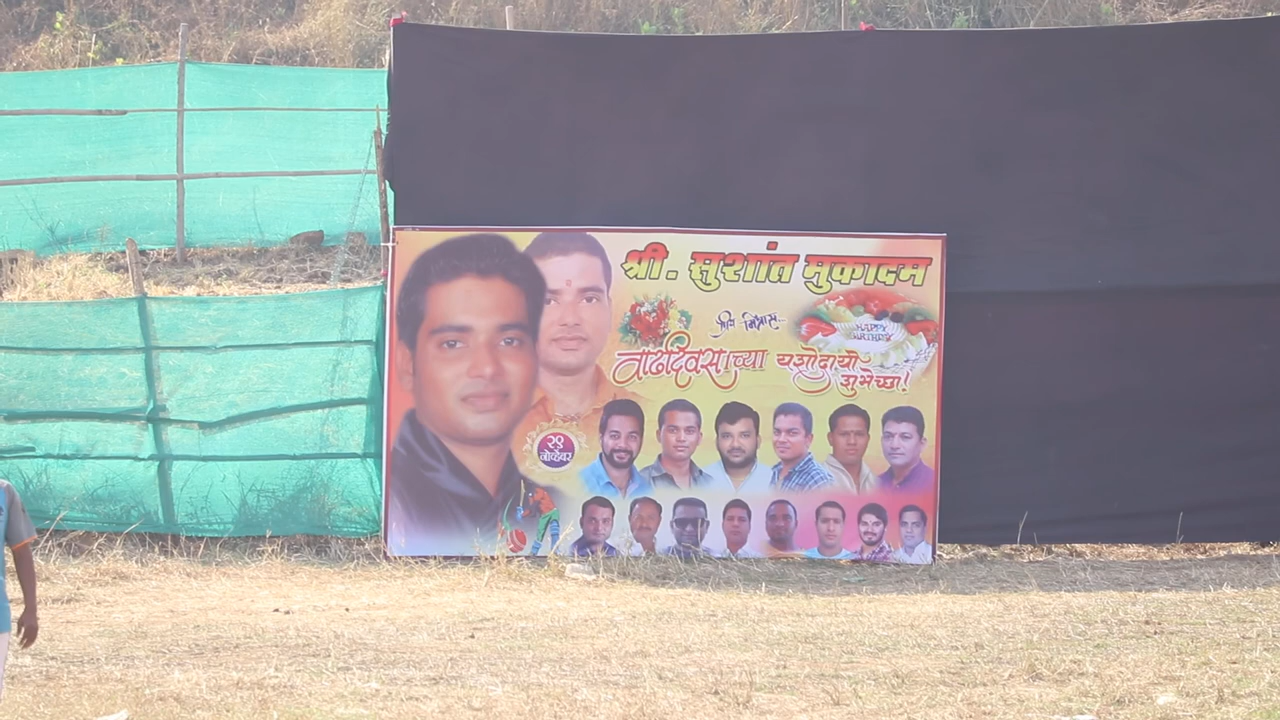 श्री. सुशांत मुकादम
प्रिय मित्रास..
HAPPY
BIRTHDAY
वाढदिवसाच्या यशोदायी
शुभेच्छा!
२९
नोव्हेंबर